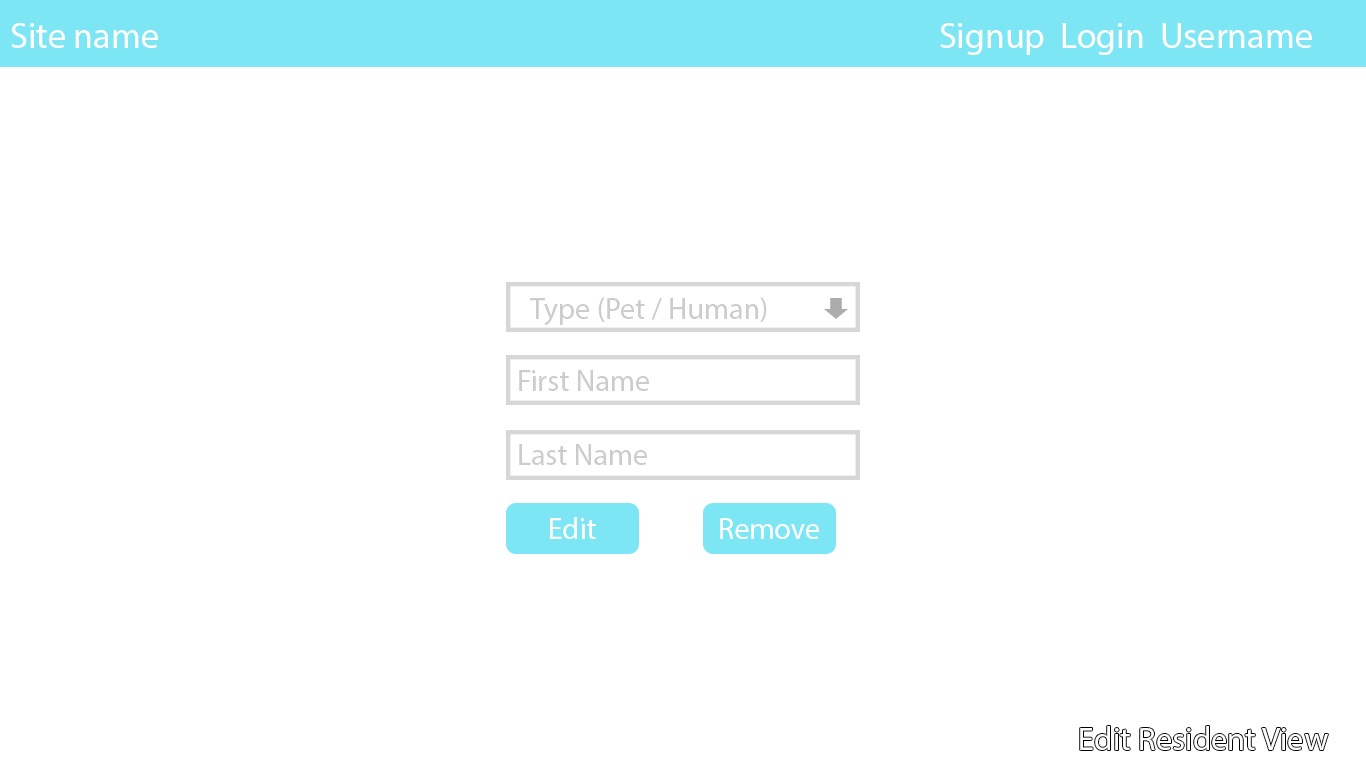 Site name
Signup Login Username
Type (Pet / Human)
First Name
Last Name
Edit
Remove
Edit Resident View